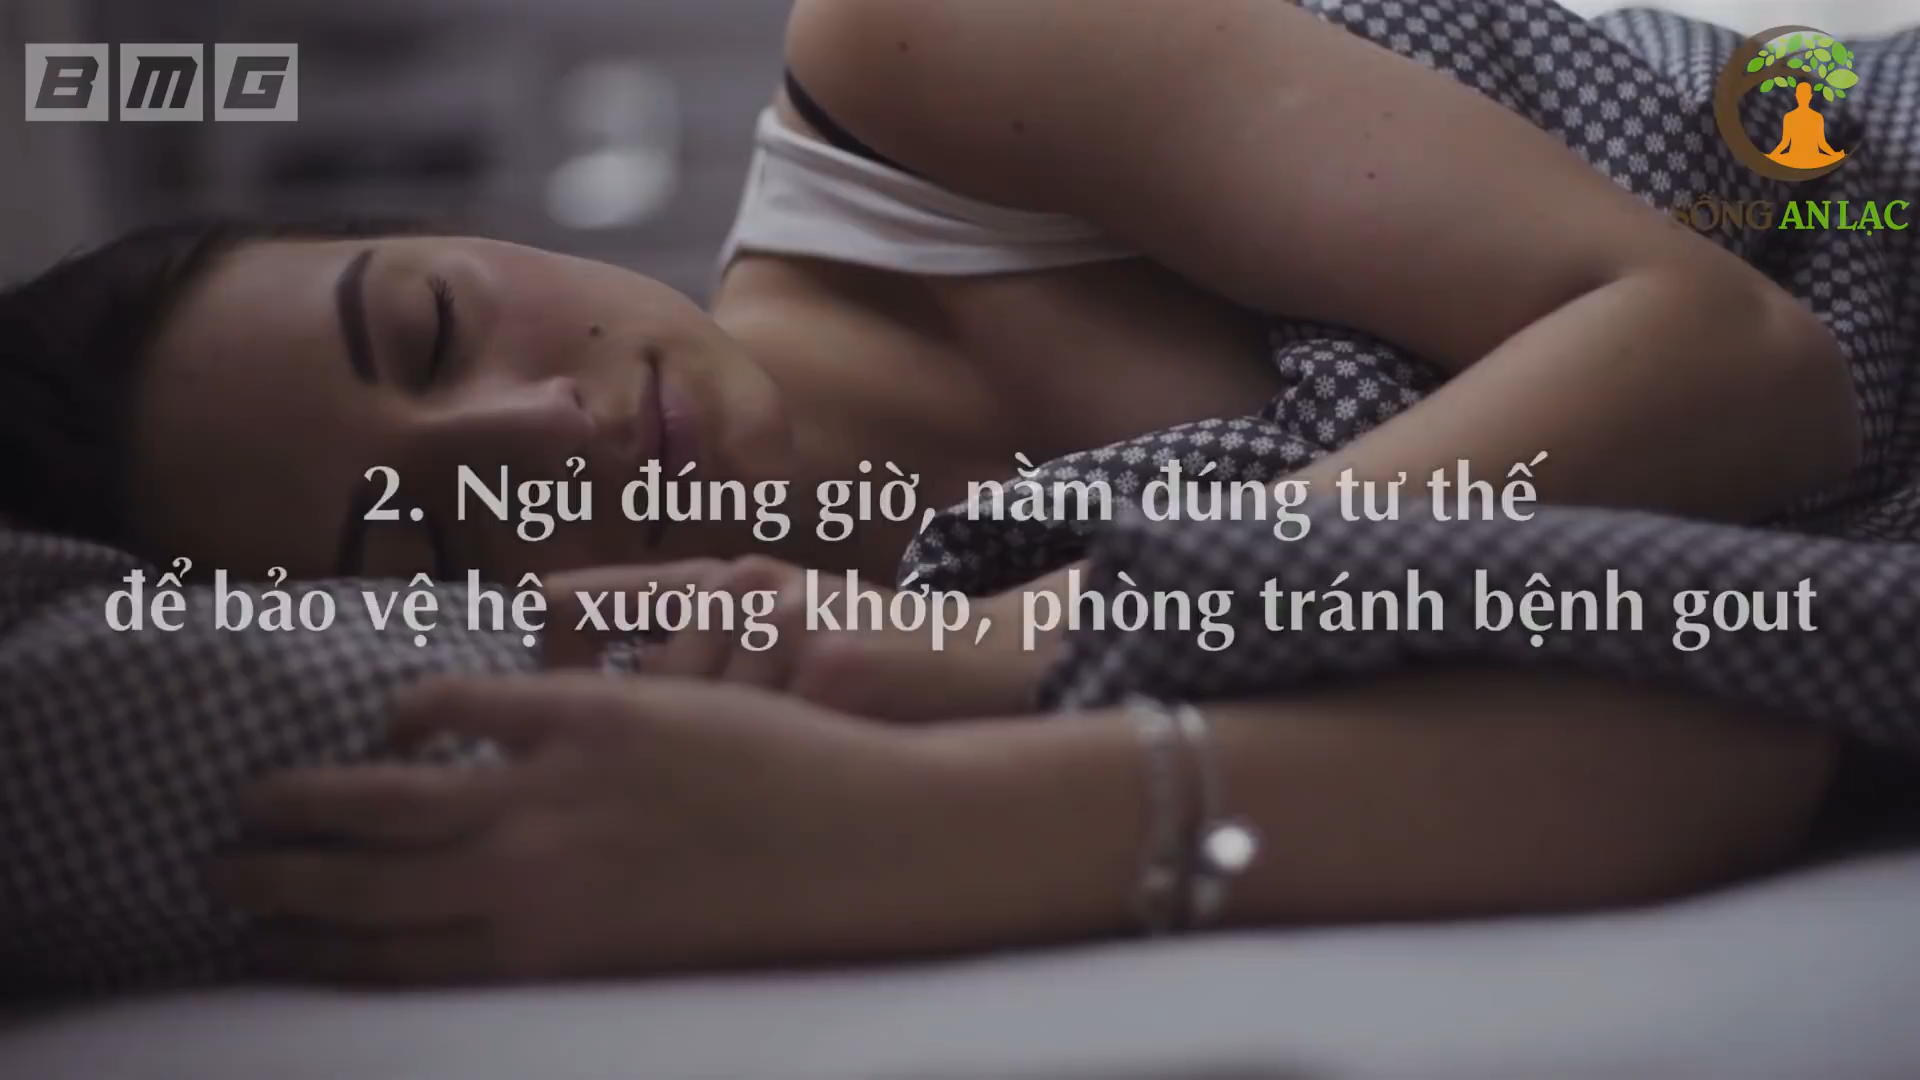 BMG
SỐNG AN LẠC
2. Ngủ đúng giờ, nằm đúng tư thế
để bảo vệ hệ xương khớp, phòng tránh bệnh gout